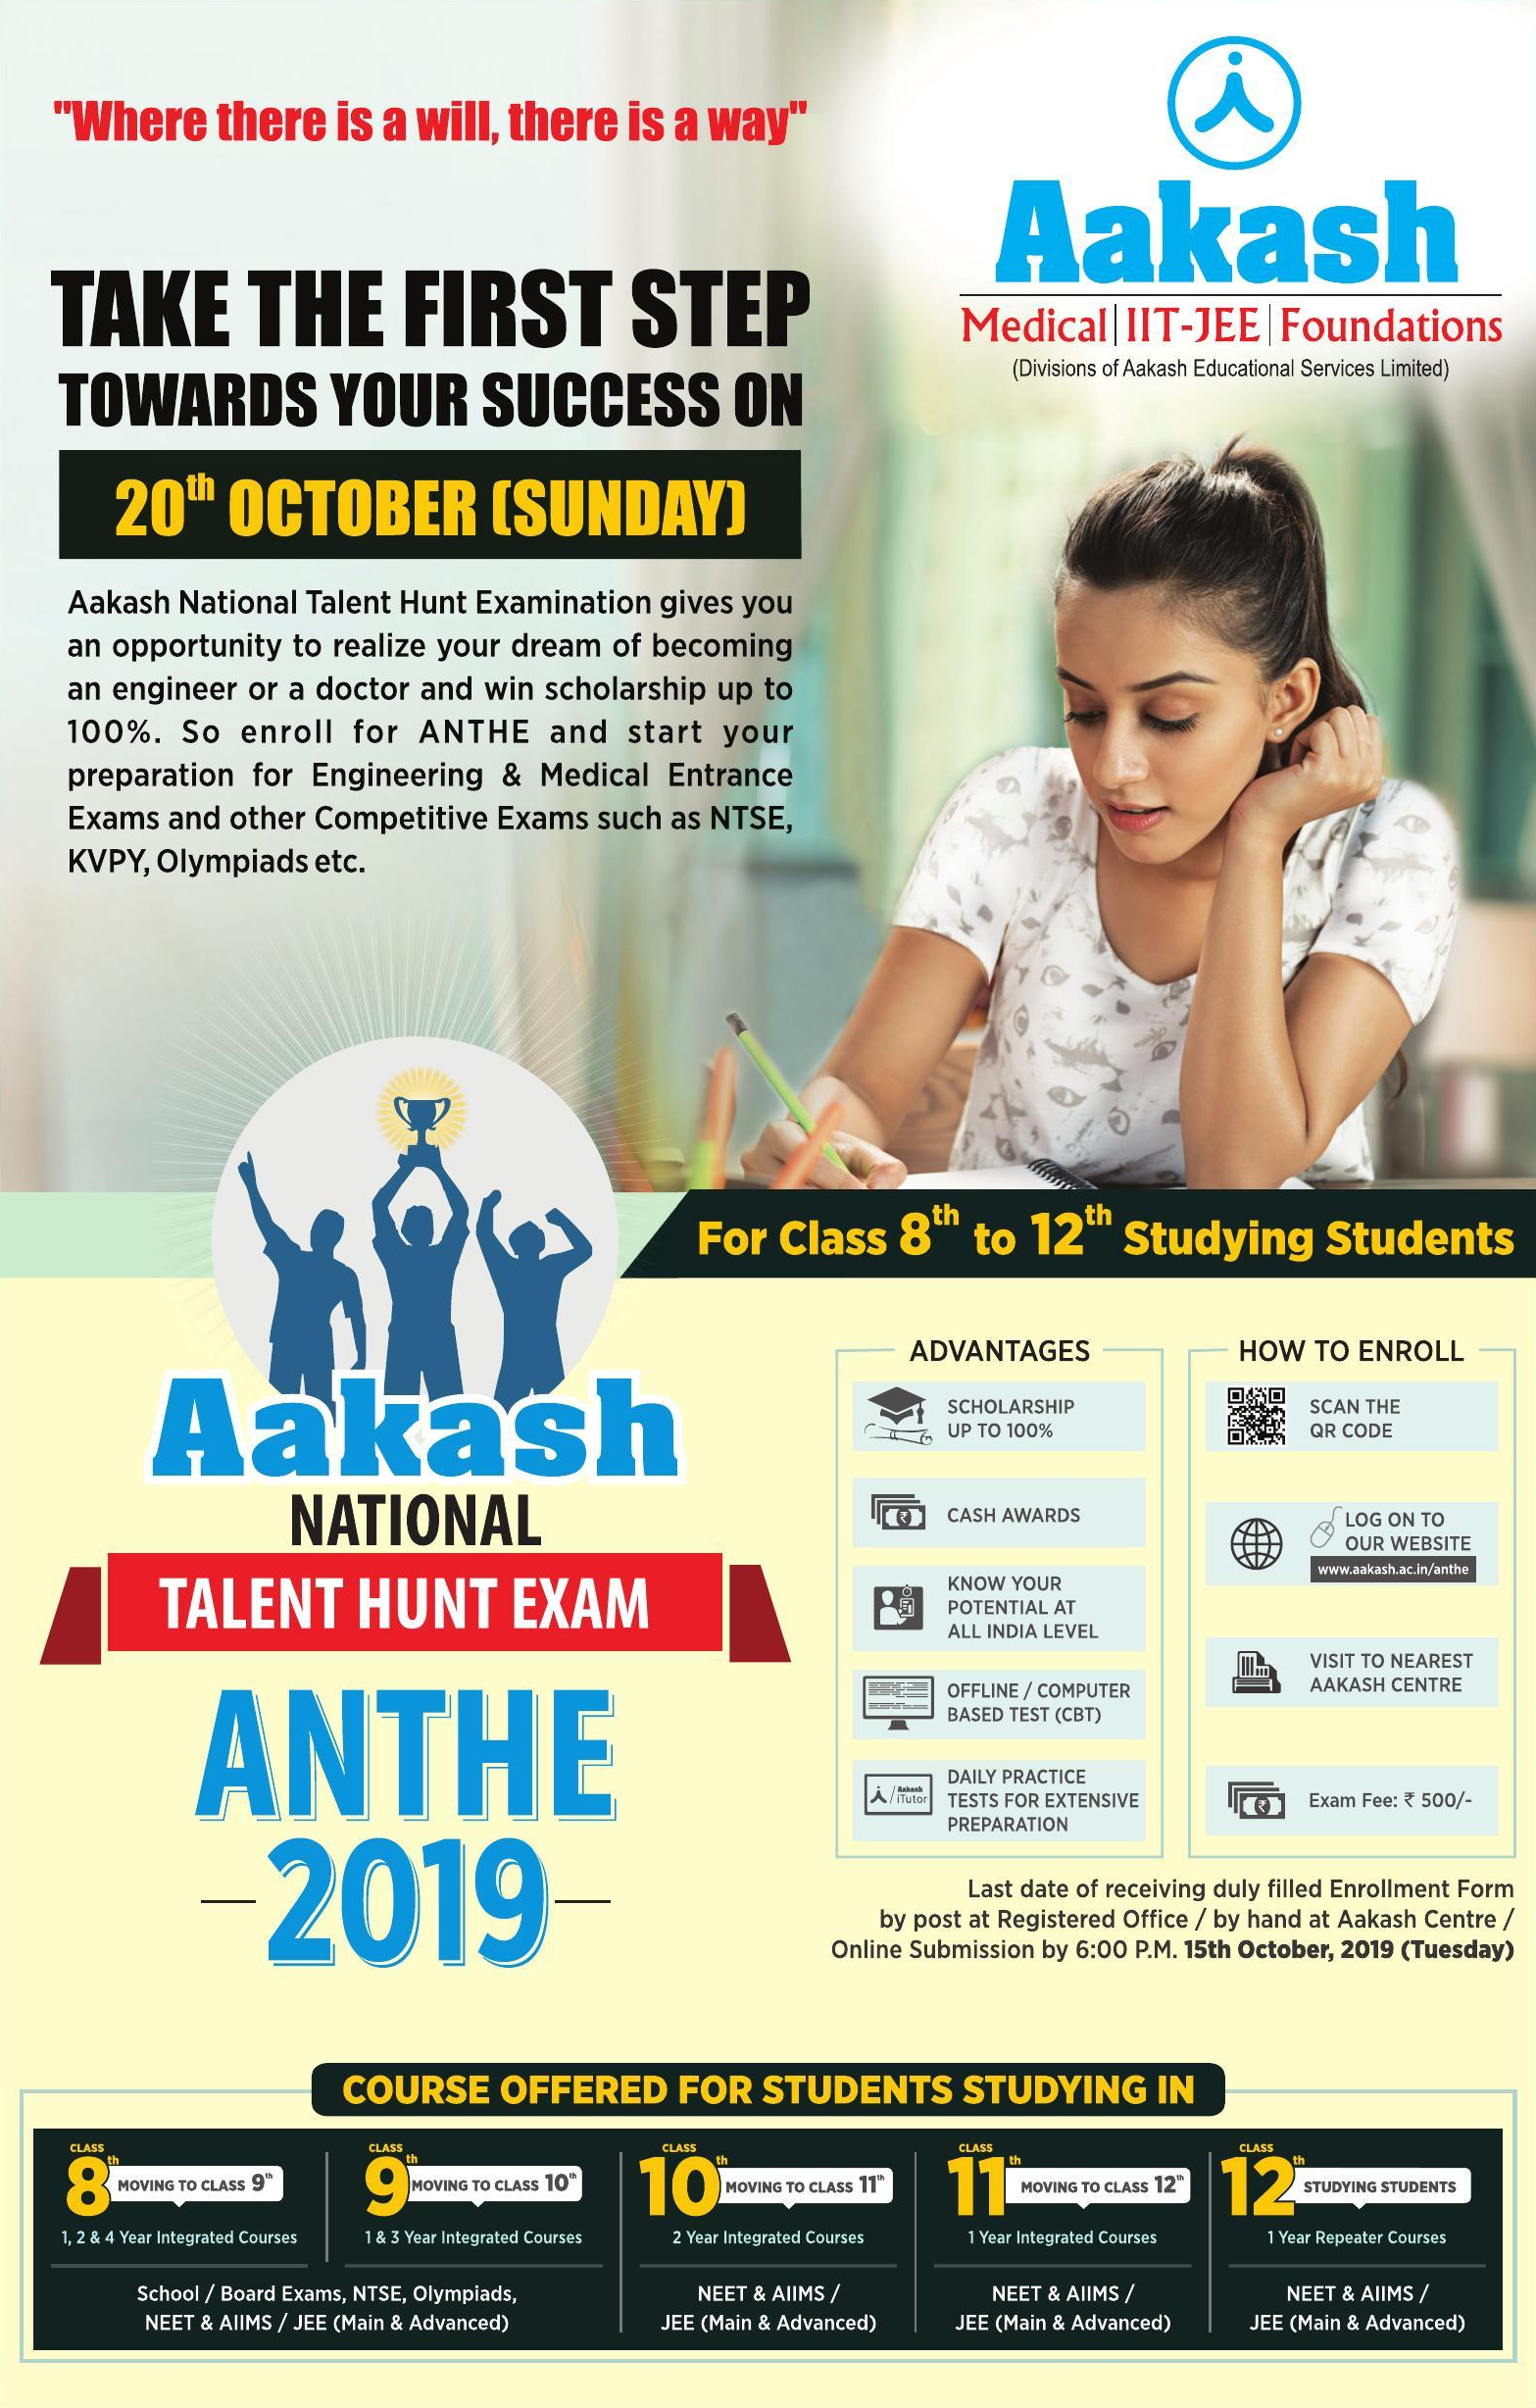 "Where there is a will, there is a way"
Aakash
Medical | IIT-JEE | Foundations
(Divisions of Aakash Educational Services Limited)
TAKE THE FIRST STEP
TOWARDS YOUR SUCCESS ON
20th OCTOBER (SUNDAY)
Aakash National Talent Hunt Examination gives you
an opportunity to realize your dream of becoming
an engineer or a doctor and win scholarship up to
100%. So enroll for ANTHE and start your
preparation for Engineering & Medical Entrance
Exams and other Competitive Exams such as NTSE,
KVPY, Olympiads etc.
For Class 8th to 12th Studying Students
Aakash
NATIONAL
TALENT HUNT EXAM
ANTHE
2019
ADVANTAGES
SCHOLARSHIP
UP TO 100%
CASH AWARDS
KNOW YOUR
POTENTIAL AT
ALL INDIA LEVEL
OFFLINE / COMPUTER
BASED TEST (CBT)
Aakash
iTutor
DAILY PRACTICE
TESTS FOR EXTENSIVE
PREPARATION
HOW TO ENROLL
SCAN THE
QR CODE
LOG ON TO
OUR WEBSITE
www.aakash.ac.in/anthe
VISIT TO NEAREST
AAKASH CENTRE
Exam Fee: ₹ 500/-
Last date of receiving duly filled Enrollment Form
by post at Registered Office / by hand at Aakash Centre /
Online Submission by 6:00 P.M. 15th October, 2019 (Tuesday)
COURSE OFFERED FOR STUDENTS STUDYING IN
CLASS
8th MOVING TO CLASS 9th
1, 2 & 4 Year Integrated Courses
CLASS
9th MOVING TO CLASS 10th
1 & 3 Year Integrated Courses
School / Board Exams, NTSE, Olympiads,
NEET & AIIMS / JEE (Main & Advanced)
CLASS
10th MOVING TO CLASS 11th
2 Year Integrated Courses
NEET & AIIMS /
JEE (Main & Advanced)
CLASS
11th MOVING TO CLASS 12th
1 Year Integrated Courses
NEET & AIIMS /
JEE (Main & Advanced)
CLASS
12th STUDYING STUDENTS
1 Year Repeater Courses
NEET & AIIMS /
JEE (Main & Advanced)